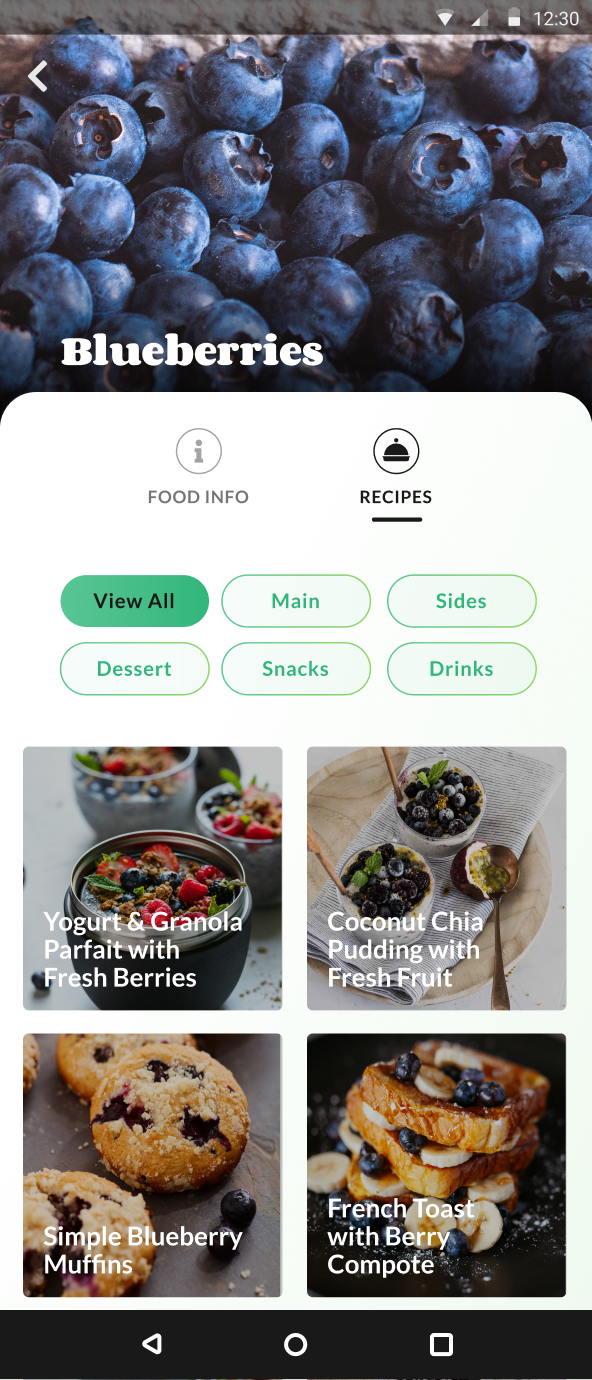 12:30
Blueberries
FOOD INFO
RECIPES
View All
Main
Sides
Dessert
Snacks
Drinks
Yogurt & Granola
Parfait with
Fresh Berries
Coconut Chia
Pudding with
Fresh Fruit
Simple Blueberry
Muffins
French Toast
with Berry
Compote